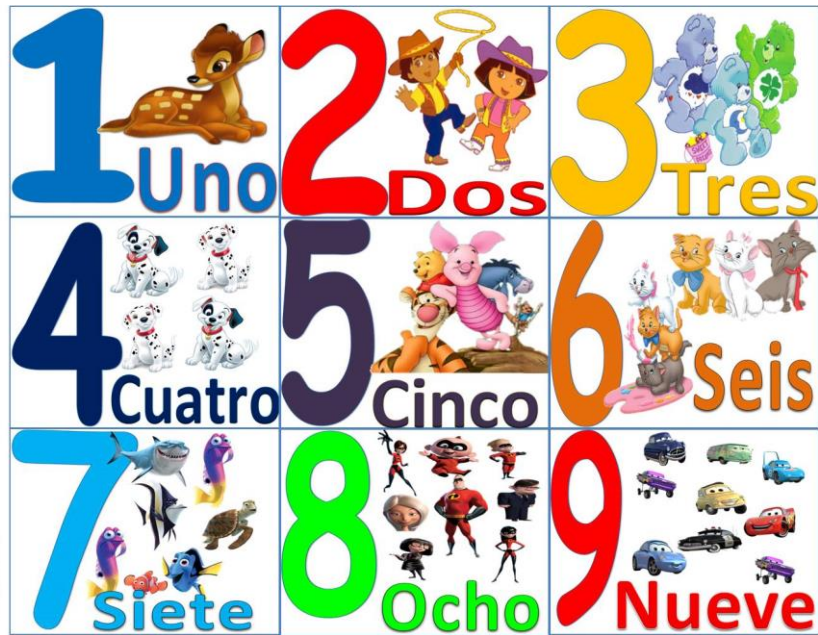 1 Uno
2 Dos
3 Tres
4 Cuatro
5 Cinco
6 Seis
7 Siete
8 Ocho
9 Nueve